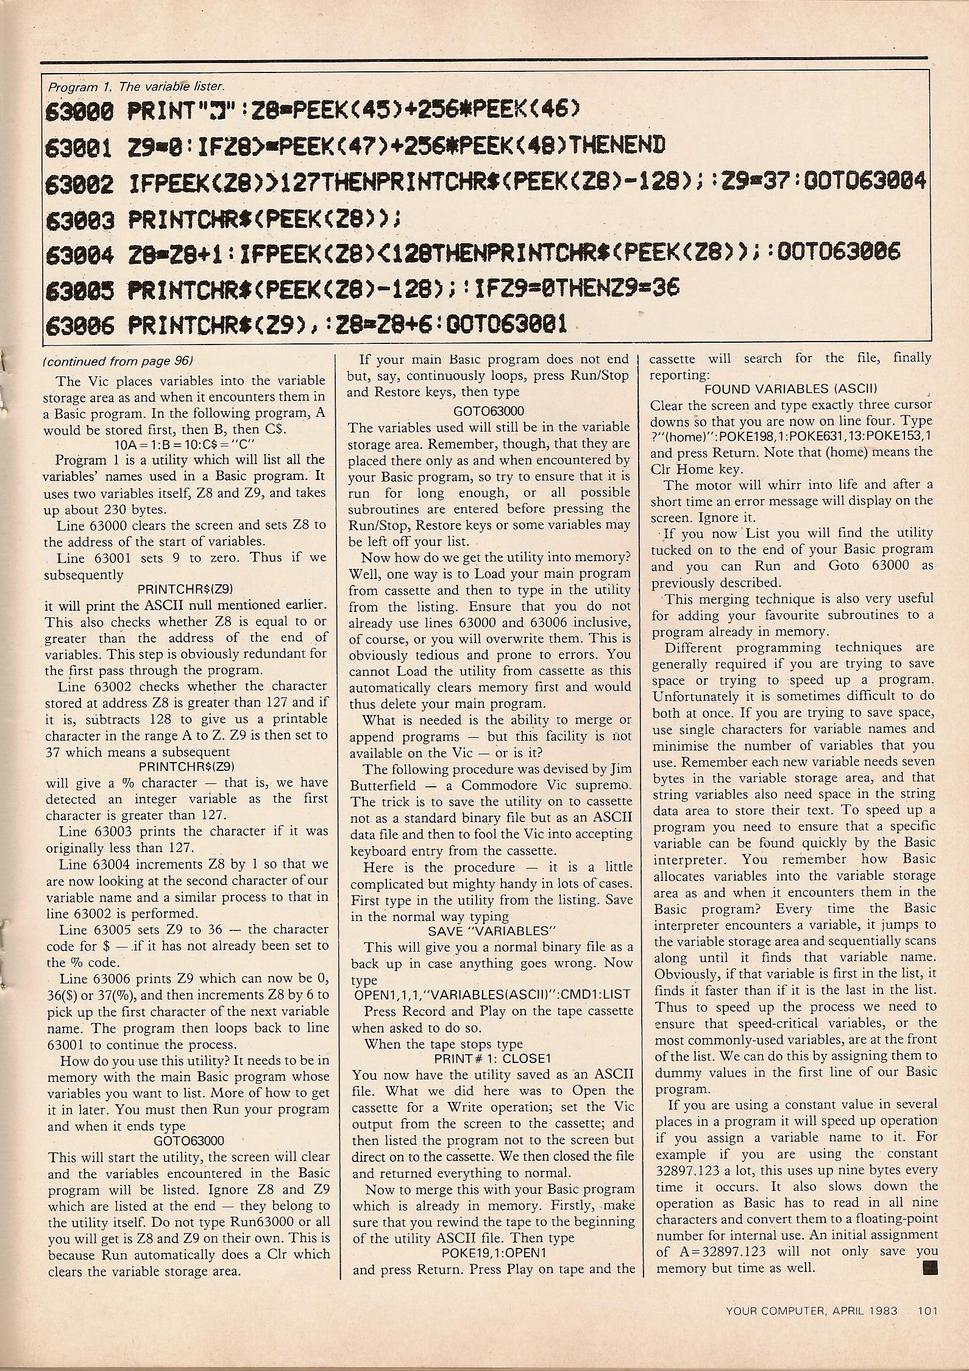 Program 1. The variable lister.
63000 PRINT"":Z8=PEEK(45)+256*PEEK(46)
63001 Z9=0:IFZ8>=PEEK(47)+256*PEEK(48)THENEND
63002 IFPEEK(Z8)>127THENPRINTCHR$(PEEK(Z8)-128);:Z9=37:GOTO63004
63003 PRINTCHR$(PEEK(Z8));
63004 Z8=Z8+1:IFPEEK(Z8)<128THENPRINTCHR$(PEEK(Z8));:GOTO63006
63005 PRINTCHR$(PEEK(Z8)-128);:IFZ9=0THENZ9=36
63006 PRINTCHR$(Z9),:Z8=Z8+6:GOTO63001
(continued from page 96)
The Vic places variables into the variable
storage area as and when it encounters them in
a Basic program. In the following program, A
would be stored first, then B, then C$.
10A=1:B=10:C$="C"
Program 1 is a utility which will list all the
variables' names used in a Basic program. It
uses two variables itself, Z8 and Z9, and takes
up about 230 bytes.
Line 63000 clears the screen and sets Z8 to
the address of the start of variables.
Line 63001 sets 9 to zero. Thus if we
subsequently
PRINTCHR$(Z9)
it will print the ASCII null mentioned earlier.
This also checks whether Z8 is equal to or
greater than the address of the end of
variables. This step is obviously redundant for
the first pass through the program.
Line 63002 checks whether the character
stored at address Z8 is greater than 127 and if
it is, subtracts 128 to give us a printable
character in the range A to Z. Z9 is then set to
37 which means a subsequent
PRINTCHR$(Z9)
will give a % character — that is, we have
detected an integer variable as the first
character is greater than 127.
Line 63003 prints the character if it was
originally less than 127.
Line 63004 increments Z8 by 1 so that we
are now looking at the second character of our
variable name and a similar process to that in
line 63002 is performed.
Line 63005 sets Z9 to 36 — the character
code for $ — if it has not already been set to
the % code.
Line 63006 prints Z9 which can now be 0,
36($) or 37(%), and then increments Z8 by 6 to
pick up the first character of the next variable
name. The program then loops back to line
63001 to continue the process.
How do you use this utility? It needs to be in
memory with the main Basic program whose
variables you want to list. More of how to get
it in later. You must then Run your program
and when it ends type
GOTO63000
This will start the utility, the screen will clear
and the variables encountered in the Basic
program will be listed. Ignore Z8 and Z9
which are listed at the end — they belong to
the utility itself. Do not type Run63000 or all
you will get is Z8 and Z9 on their own. This is
because Run automatically does a Clr which
clears the variable storage area.
If your main Basic program does not end
but, say, continuously loops, press Run/Stop
and Restore keys, then type
GOTO63000
The variables used will still be in the variable
storage area. Remember, though, that they are
placed there only as and when encountered by
your Basic program, so try to ensure that it is
run for long enough, or all possible
subroutines are entered before pressing the
Run/Stop, Restore keys or some variables may
be left off your list.
Now how do we get the utility into memory?
Well, one way is to Load your main program
from cassette and then to type in the utility
from the listing. Ensure that you do not
already use lines 63000 and 63006 inclusive,
of course, or you will overwrite them. This is
obviously tedious and prone to errors. You
cannot Load the utility from cassette as this
automatically clears memory first and would
thus delete your main program.
What is needed is the ability to merge or
append programs — but this facility is not
available on the Vic — or is it?
The following procedure was devised by Jim
Butterfield — a Commodore Vic supremo.
The trick is to save the utility on to cassette
not as a standard binary file but as an ASCII
data file and then to fool the Vic into accepting
keyboard entry from the cassette.
Here is the procedure — it is a little
complicated but mighty handy in lots of cases.
First type in the utility from the listing. Save
in the normal way typing
SAVE "VARIABLES"
This will give you a normal binary file as a
back up in case anything goes wrong. Now
type
OPEN1,1,1,"VARIABLES(ASCII)":CMD1:LIST
Press Record and Play on the tape cassette
when asked to do so.
When the tape stops type
PRINT# 1: CLOSE1
You now have the utility saved as an ASCII
file. What we did here was to Open the
cassette for a Write operation; set the Vic
output from the screen to the cassette; and
then listed the program not to the screen but
direct on to the cassette. We then closed the file
and returned everything to normal.
Now to merge this with your Basic program
which is already in memory. Firstly, make
sure that you rewind the tape to the beginning
of the utility ASCII file. Then type
POKE19,1:OPEN1
and press Return. Press Play on tape and the
cassette will search for the file, finally
reporting:
FOUND VARIABLES (ASCII)
Clear the screen and type exactly three cursor
downs so that you are now on line four. Type
?"(home)":POKE198,1:POKE631,13:POKE153,1
and press Return. Note that (home) means the
Clr Home key.
The motor will whirr into life and after a
short time an error message will display on the
screen. Ignore it.
If you now List you will find the utility
tucked on to the end of your Basic program
and you can Run and Goto 63000 as
previously described.
This merging technique is also very useful
for adding your favourite subroutines to a
program already in memory.
Different programming techniques are
generally required if you are trying to save
space or trying to speed up a program.
Unfortunately it is sometimes difficult to do
both at once. If you are trying to save space,
use single characters for variable names and
minimise the number of variables that you
use. Remember each new variable needs seven
bytes in the variable storage area, and that
string variables also need space in the string
data area to store their text. To speed up a
program you need to ensure that a specific
variable can be found quickly by the Basic
interpreter. You remember how Basic
allocates variables into the variable storage
area as and when it encounters them in the
Basic program? Every time the Basic
interpreter encounters a variable, it jumps to
the variable storage area and sequentially scans
along until it finds that variable name.
Obviously, if that variable is first in the list, it
finds it faster than if it is the last in the list.
Thus to speed up the process we need to
ensure that speed-critical variables, or the
most commonly-used variables, are at the front
of the list. We can do this by assigning them to
dummy values in the first line of our Basic
program.
If you are using a constant value in several
places in a program it will speed up operation
if you assign a variable name to it. For
example if you are using the constant
32897.123 a lot, this uses up nine bytes every
time it occurs. It also slows down the
operation as Basic has to read in all nine
characters and convert them to a floating-point
number for internal use. An initial assignment
of A=32897.123 will not only save you
memory but time as well.
YOUR COMPUTER, APRIL 1983 101